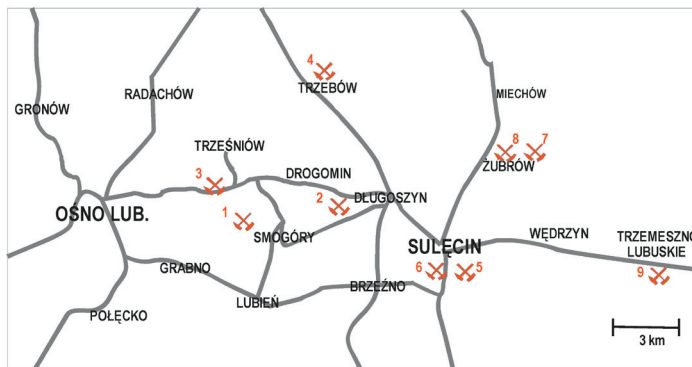 4
TRZEBÓW
RADACHÓW
MIECHÓW
GRONÓW
8
7
TRZEŚNIÓW
ŻUBRÓW
3
DROGOMIN
2
DŁUGOSZYN
OŚNO LUB.
1
SMOGÓRY
SULĘCIN
WĘDRZYN
TRZEMESZNO
LUBUSKIE
GRABNO
6
5
9
LUBIEŃ
BRZEŹNO
POŁĘCKO
3 km